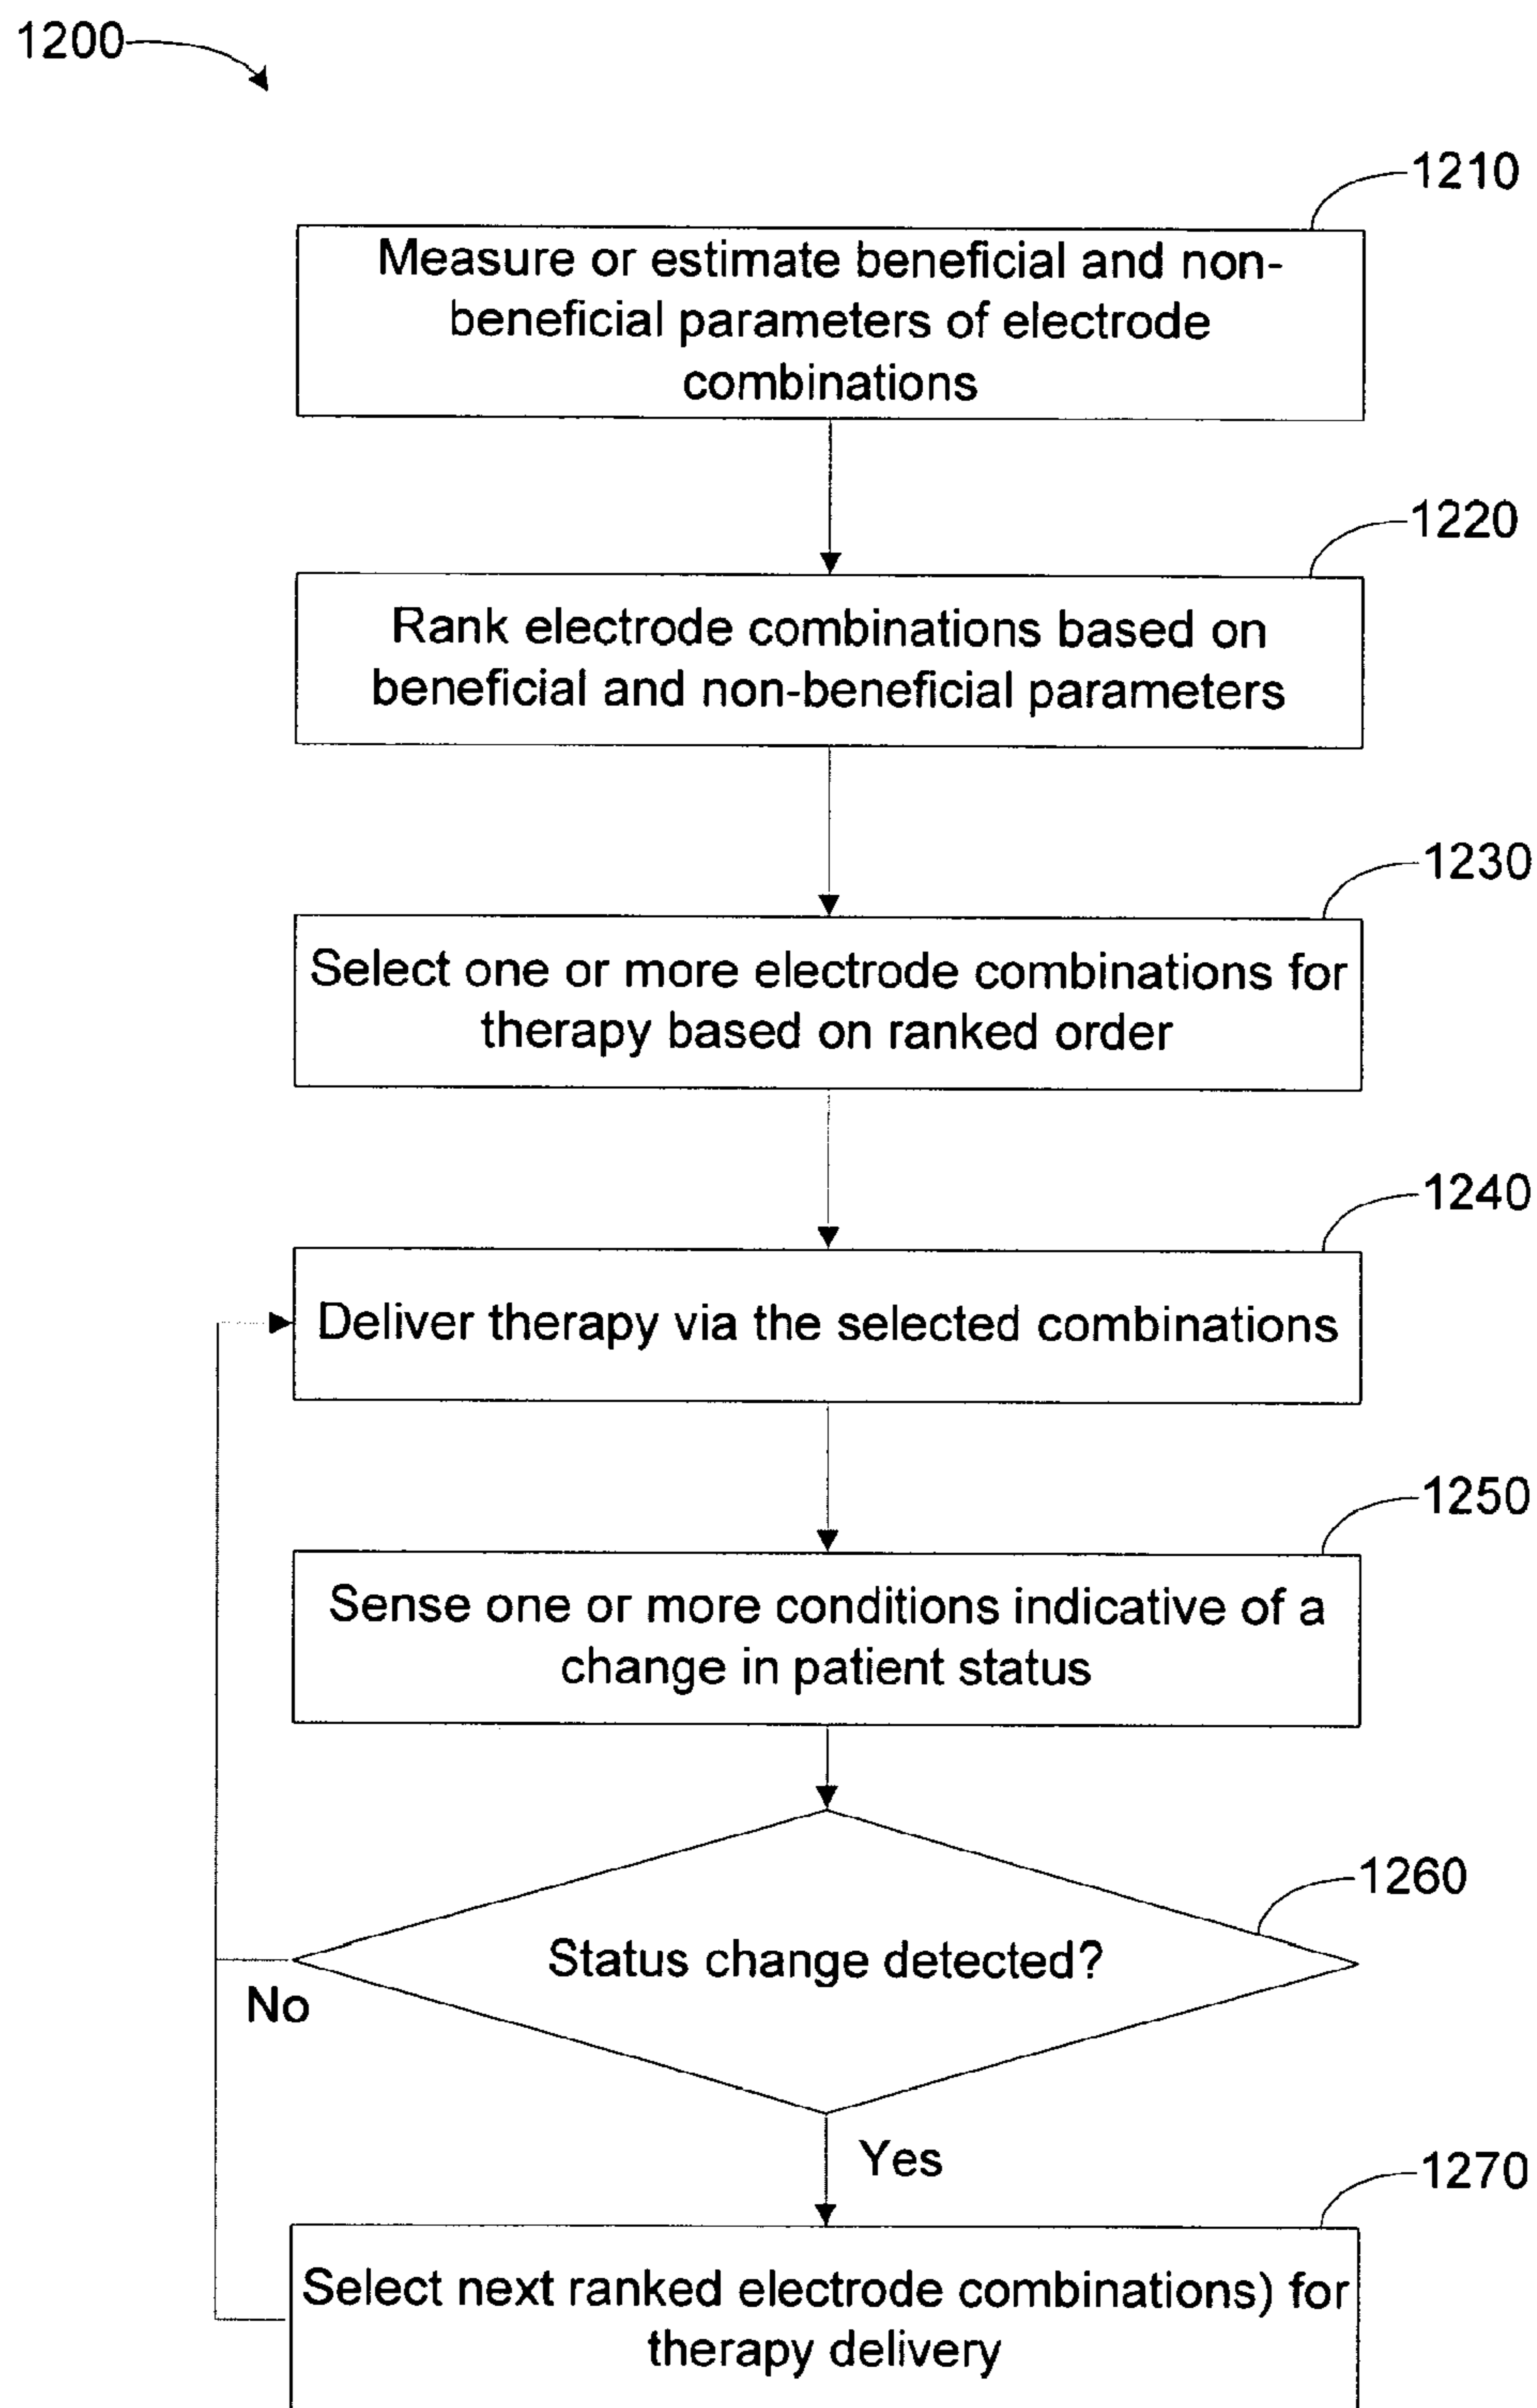 1200
1210
Measure or estimate beneficial and non-
beneficial parameters of electrode
combinations
1220
Rank electrode combinations based on
beneficial and non-beneficial parameters
1230
Select one or more electrode combinations for
therapy based on ranked order
1240
Deliver therapy via the selected combinations
1250
Sense one or more conditions indicative of a
change in patient status
1260
Status change detected?
No
Yes
1270
Select next ranked electrode combinations) for
therapy delivery